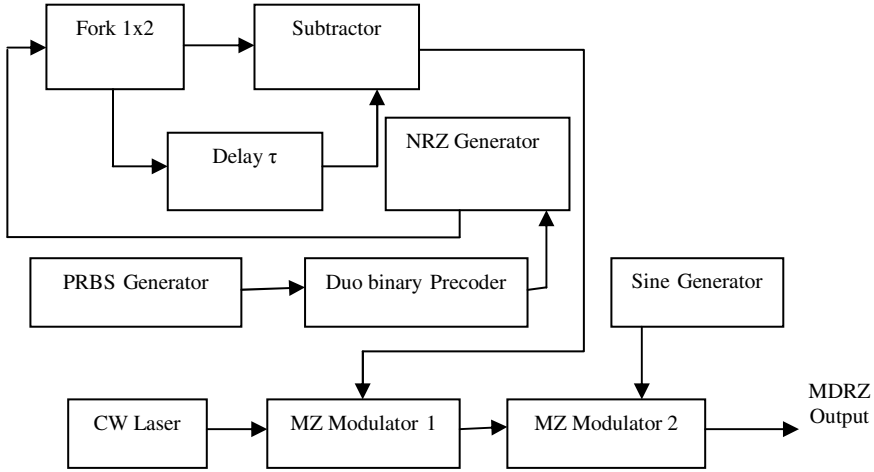 Fork 1x2
Subtractor
Delay τ
NRZ Generator
PRBS Generator
Duo binary Precoder
Sine Generator
CW Laser
MZ Modulator 1
MZ Modulator 2
MDRZ
Output